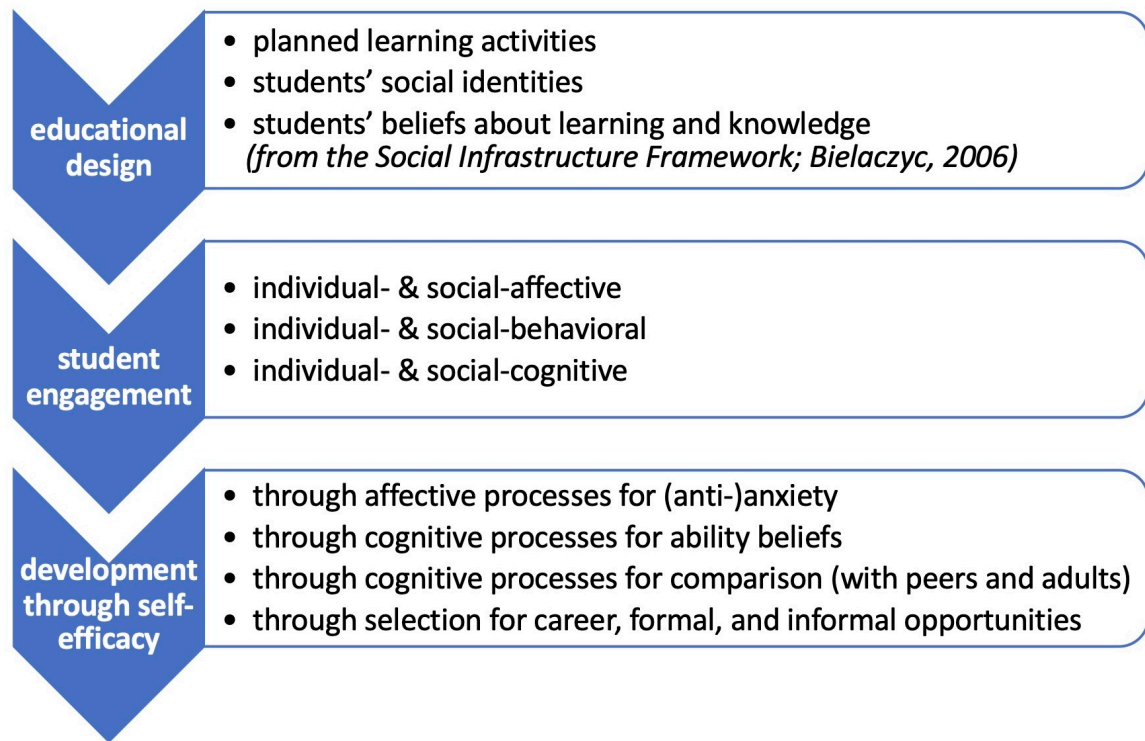 educational
design
• planned learning activities
• students’ social identities
• students’ beliefs about learning and knowledge
(from the Social Infrastructure Framework; Bielaczyc, 2006)
student
engagement
• individual- & social-affective
• individual- & social-behavioral
• individual- & social-cognitive
development
through self-
efficacy
• through affective processes for (anti-)anxiety
• through cognitive processes for ability beliefs
• through cognitive processes for comparison (with peers and adults)
• through selection for career, formal, and informal opportunities